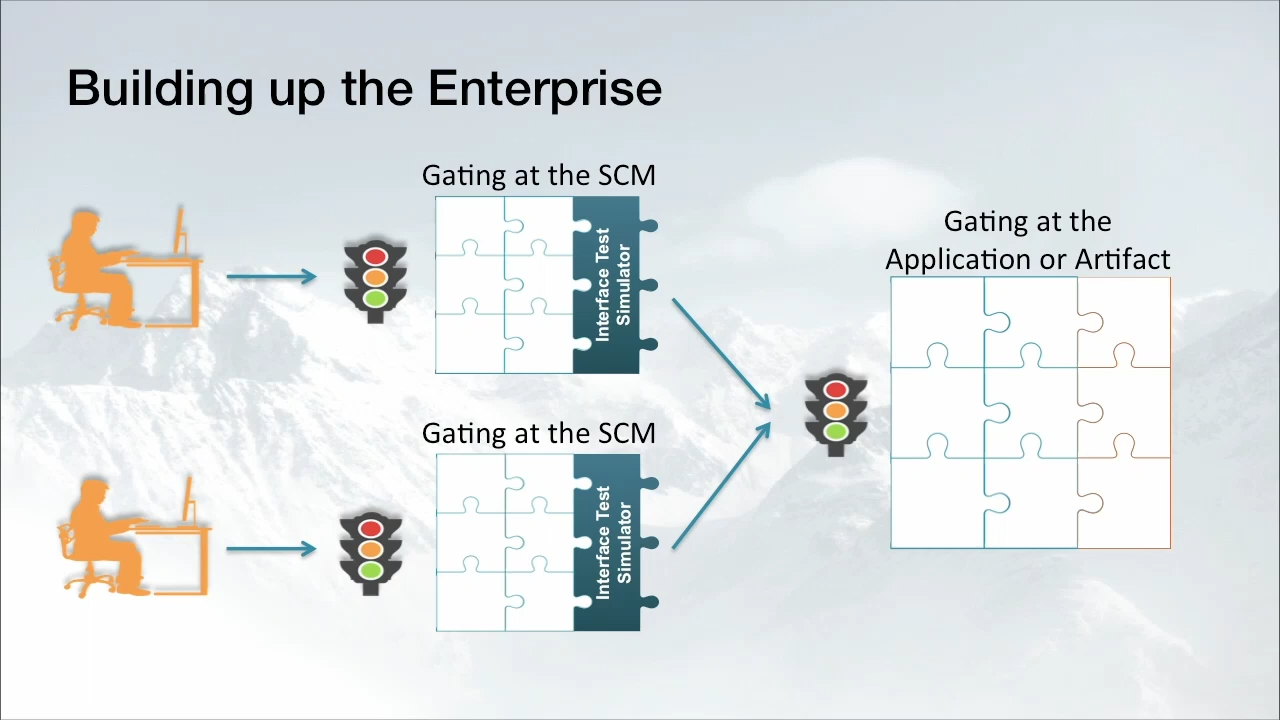 Building up the Enterprise
Gating at the SCM
Interface Test
Simulator
Gating at the SCM
Interface Test
Simulator
Gating at the
Application or Artifact